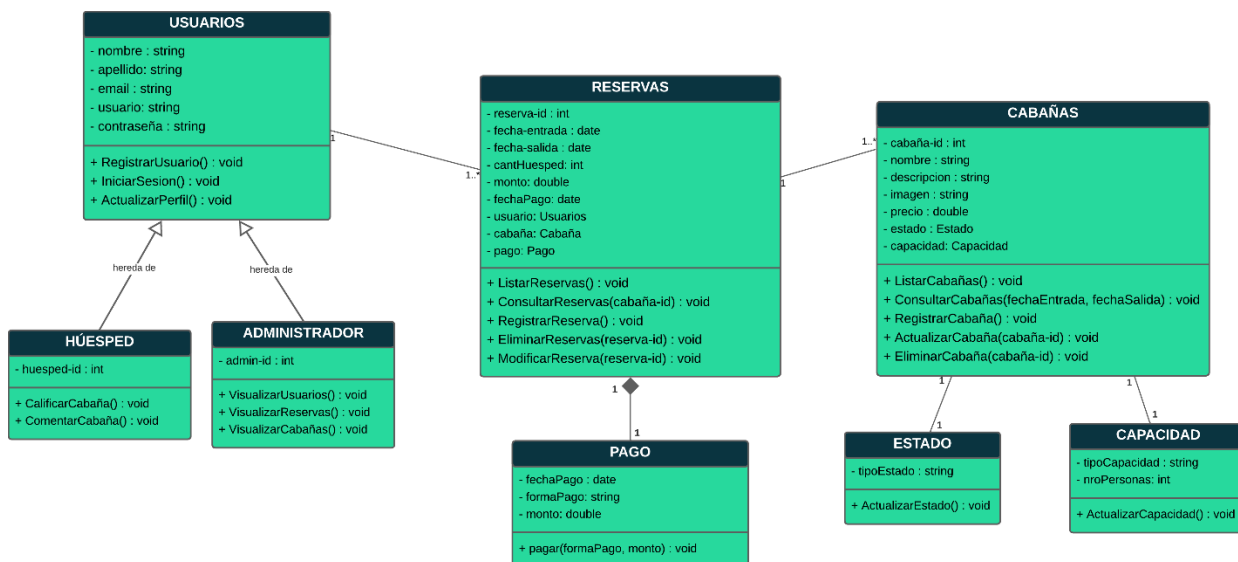 USUARIOS
- nombre : string
- apellido: string
- email : string
- usuario: string
- contraseña : string
+ RegistrarUsuario() : void
+ IniciarSesion() : void
+ ActualizarPerfil() : void
1
1..*
hereda de
hereda de
HÚESPED
- huesped-id : int
+ CalificarCabaña() : void
+ ComentarCabaña() : void
ADMINISTRADOR
- admin-id : int
+ VisualizarUsuarios() : void
+ VisualizarReservas() : void
+ VisualizarCabañas() : void
RESERVAS
- reserva-id : int
- fecha-entrada : date
- fecha-salida : date
- cantHuesped: int
- monto: double
- fechaPago: date
- usuario: Usuarios
- cabaña: Cabaña
- pago: Pago
+ ListarReservas() : void
+ ConsultarReservas(cabaña-id) : void
+ RegistrarReserva() : void
+ EliminarReservas(reserva-id) : void
+ ModificarReserva(reserva-id) : void
1
1..*
1
1
PAGO
- fechaPago : date
- formaPago: string
- monto: double
+ pagar(formaPago, monto) : void
CABAÑAS
- cabaña-id : int
- nombre : string
- descripcion : string
- imagen : string
- precio : double
- estado : Estado
- capacidad: Capacidad
+ ListarCabañas() : void
+ ConsultarCabañas(fechaEntrada, fechaSalida) : void
+ RegistrarCabaña() : void
+ ActualizarCabaña(cabaña-id) : void
+ EliminarCabaña(cabaña-id) : void
1
1
1
1
ESTADO
- tipoEstado : string
+ ActualizarEstado() : void
CAPACIDAD
- tipoCapacidad : string
- nroPersonas: int
+ ActualizarCapacidad() : void